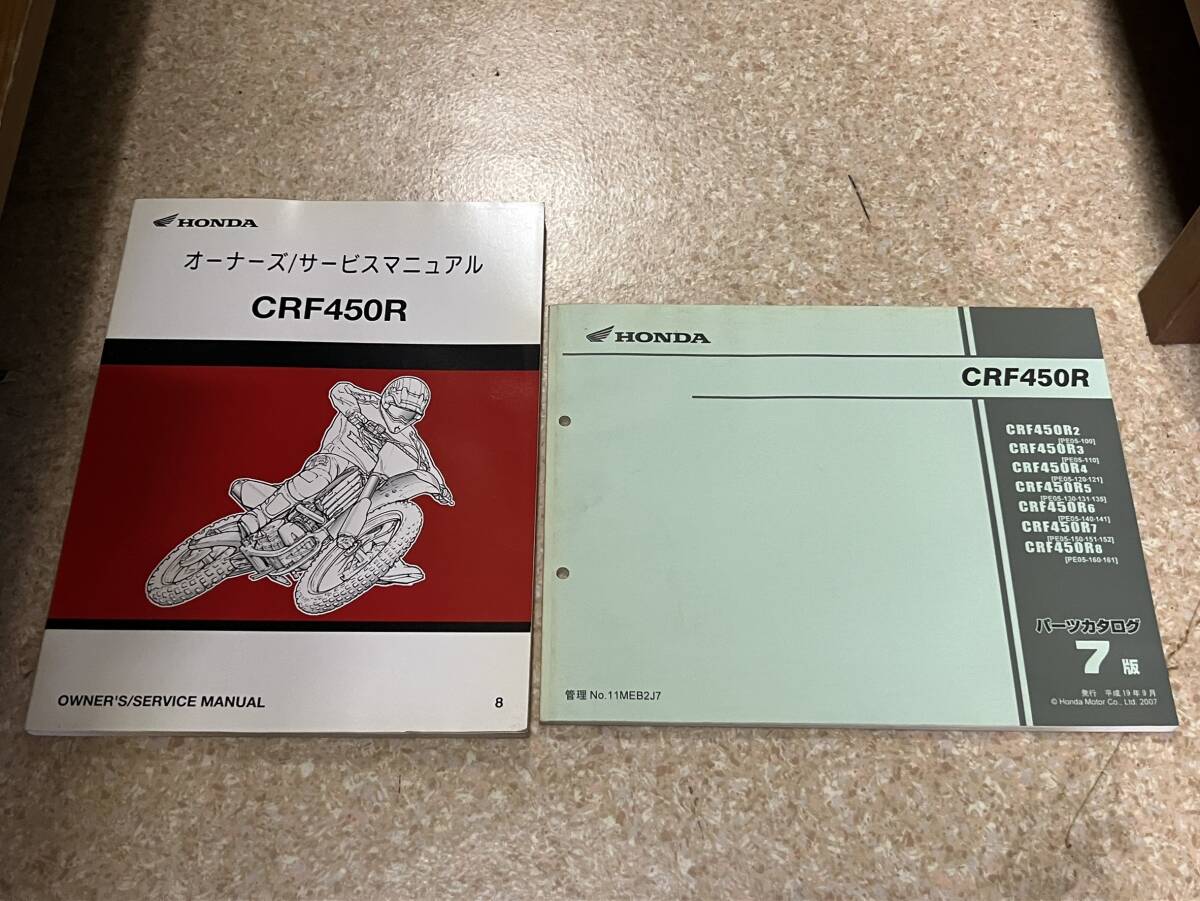 HONDA
オーナーズ/サービスマニュアル
CRF450R
OWNER'S/SERVICE MANUAL 8
HONDA
CRF450R
CRF450R2
[PE05-100]
CRF450R3
[PE05-110]
CRF450R4
[PE05-120·121]
CRF450R5
[PE05-130·131·135]
CRF450R6
[PE05-140·141]
CRF450R7
[PE05-150·151·152]
CRF450R8
[PE05-160·161]
パーツカタログ
7版
管理 No.11MEB2J7
発行 平成19年9月
© Honda Motor Co., Ltd. 2007